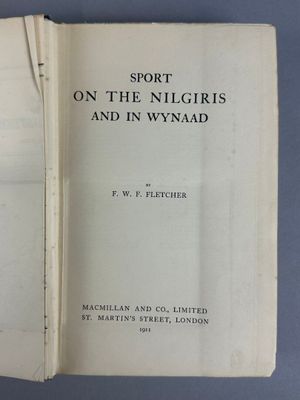 SPORT
ON THE NILGIRIS
AND IN WYNAAD
BY
F. W. F. FLETCHER
MACMILLAN AND CO., LIMITED
ST. MARTIN'S STREET, LONDON
1911